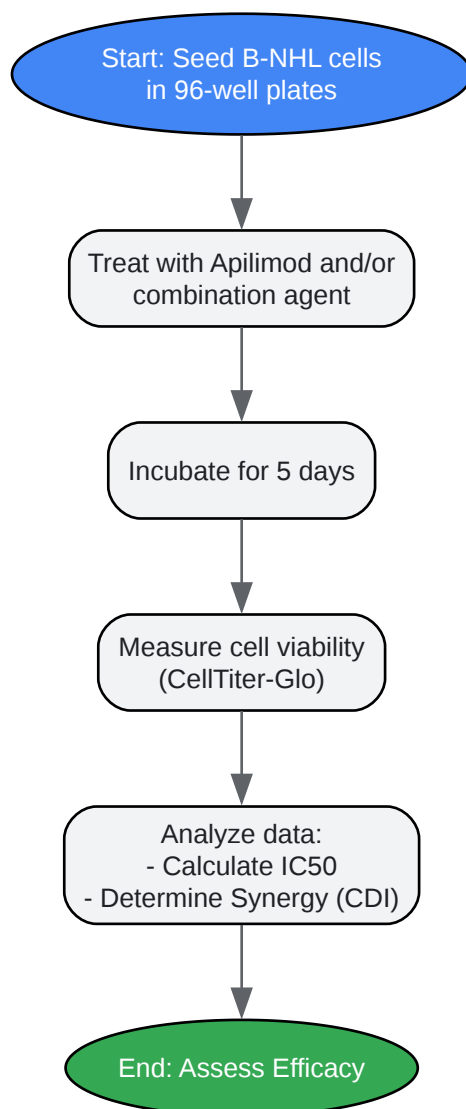 Start: Seed B-NHL cells
in 96-well plates
Treat with Apilimod and/or
combination agent
Incubate for 5 days
Measure cell viability
(CellTiter-Glo)
Analyze data:
- Calculate IC50
- Determine Synergy (CDI)
End: Assess Efficacy